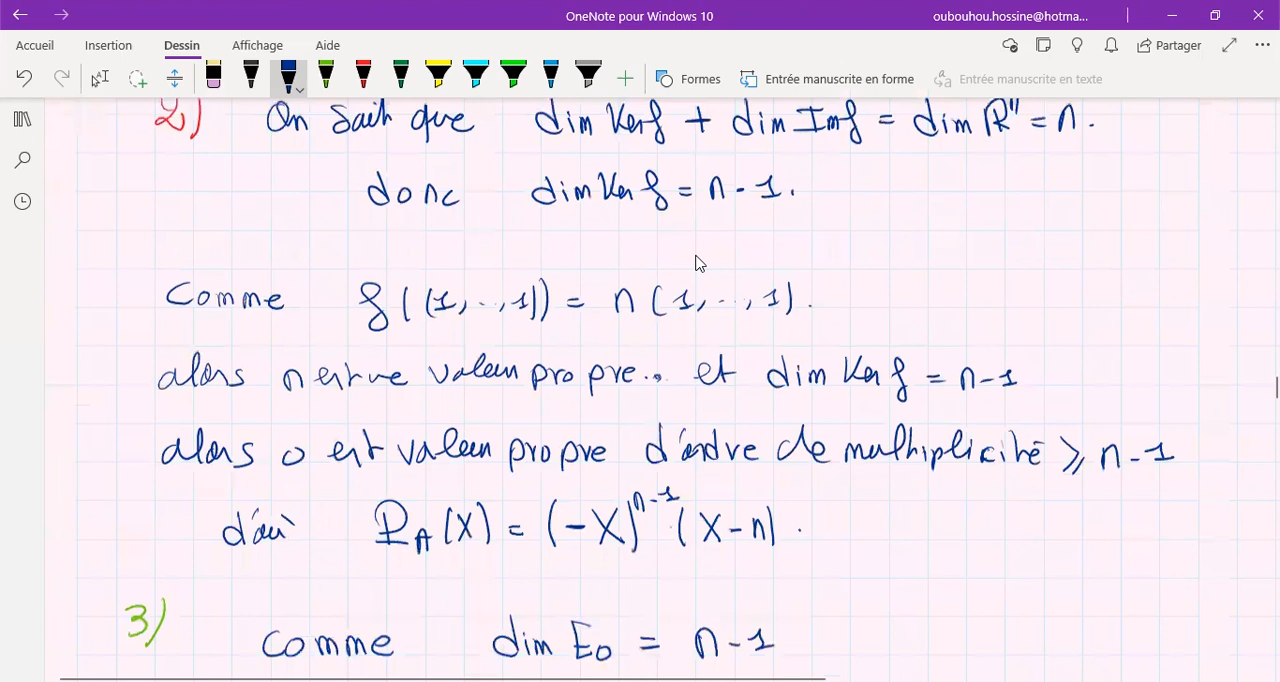 OneNote pour Windows 10
oubouhou.hossine@hotma...
Accueil Insertion Dessin Affichage Aide
Partager
Formes Entrée manuscrite en forme Entrée manuscrite en texte
2) On sait que dim Kerf + dim Imf = dim ℝⁿ = n.
donc dim Ker f = n - 1.
Comme f((1,..,1)) = n(1,..,1).
alors n est une valeur propre.. et dim Ker f = n-1
alors 0 est valeur propre d'ordre de multiplicité ⩾ n-1
d'où P_A(X) = (-X)^{n-1} (X-n) .
3) Comme dim E₀ = n-1